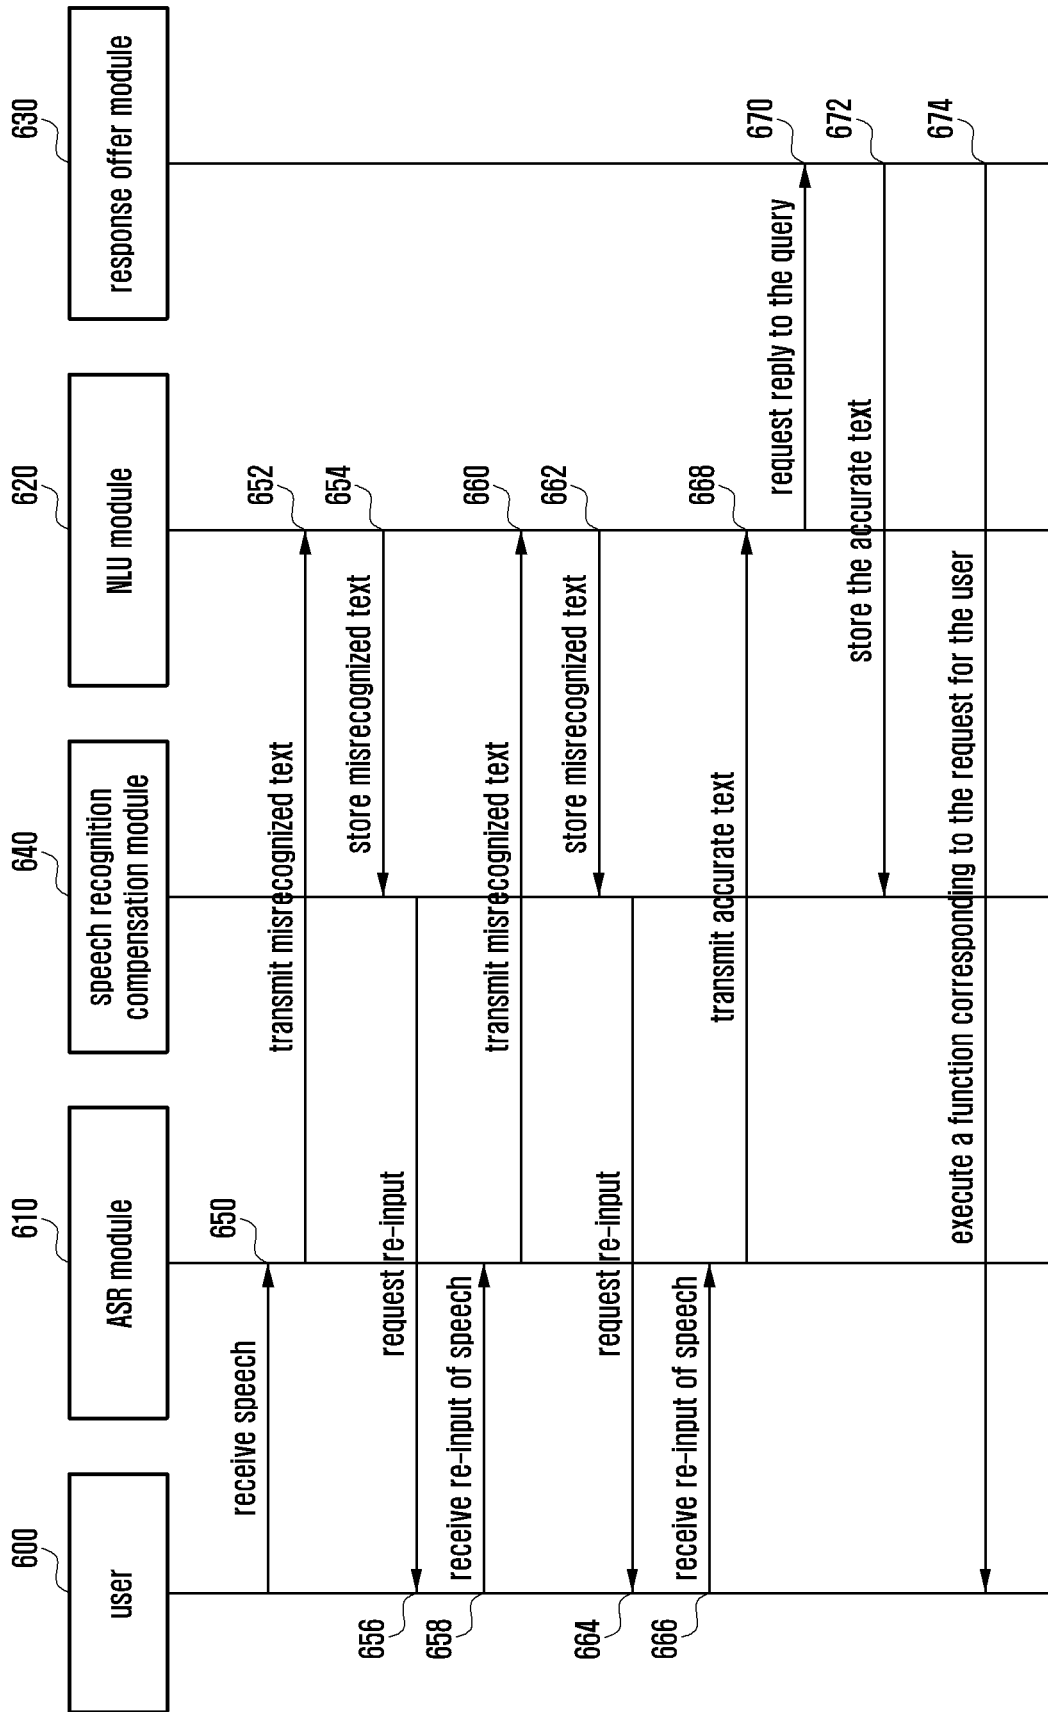 600
user
610
ASR module
640
speech recognition
compensation module
620
NLU module
630
response offer module
receive speech
650
transmit misrecognized text
652
store misrecognized text
654
request re-input
656
receive re-input of speech
658
transmit misrecognized text
660
store misrecognized text
662
request re-input
664
receive re-input of speech
666
transmit accurate text
668
request reply to the query
670
store the accurate text
672
execute a function corresponding to the request for the user
674